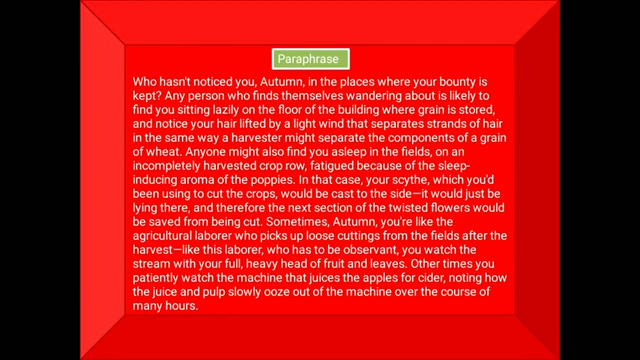 Paraphrase
Who hasn't noticed you, Autumn, in the places where your bounty is
kept? Any person who finds themselves wandering about is likely to
find you sitting lazily on the floor of the building where grain is stored,
and notice your hair lifted by a light wind that separates strands of hair
in the same way a harvester might separate the components of a grain
of wheat. Anyone might also find you asleep in the fields, on an
incompletely harvested crop row, fatigued because of the sleep-
inducing aroma of the poppies. In that case, your scythe, which you'd
been using to cut the crops, would be cast to the side—it would just be
lying there, and therefore the next section of the twisted flowers would
be saved from being cut. Sometimes, Autumn, you're like the
agricultural laborer who picks up loose cuttings from the fields after the
harvest—like this laborer, who has to be observant, you watch the
stream with your full, heavy head of fruit and leaves. Other times you
patiently watch the machine that juices the apples for cider, noting how
the juice and pulp slowly ooze out of the machine over the course of
many hours.